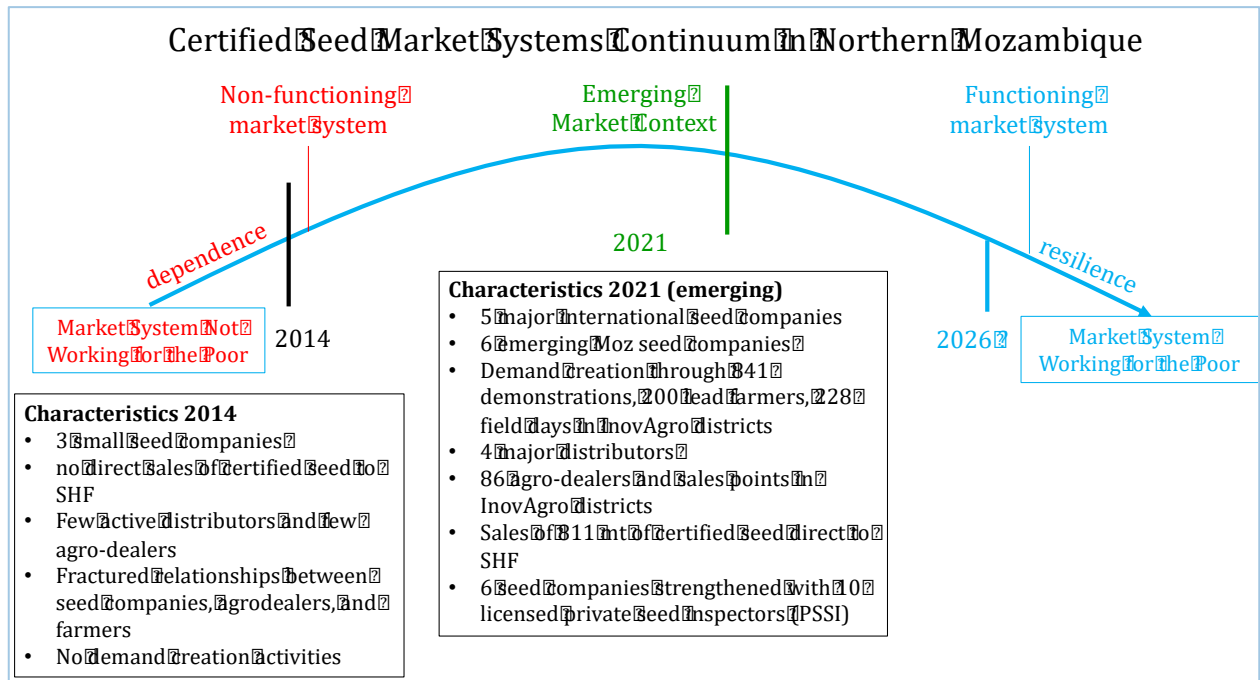 Certified Seed Market Systems Continuum in Northern Mozambique
Non-functioning
market system
Emerging
Market Context
Functioning
market system
dependence
2021
resilience
Market System Not
Working for the Poor
2014
2026
Market System
Working for the Poor
Characteristics 2014
• 3 small seed companies
• no direct sales of certified seed to
SHF
• Few active distributors and few
agro-dealers
• Fractured relationships between
seed companies, agrodealers, and
farmers
• No demand creation activities
Characteristics 2021 (emerging)
• 5 major international seed companies
• 6 emerging Moz seed companies
• Demand creation through 841
demonstrations, 200 lead farmers, 228
field days in InovAgro districts
• 4 major distributors
• 86 agro-dealers and sales points in
InovAgro districts
• Sales of 811 mt of certified seed direct to
SHF
• 6 seed companies strengthened with 10
licensed private seed inspectors (PSSI)